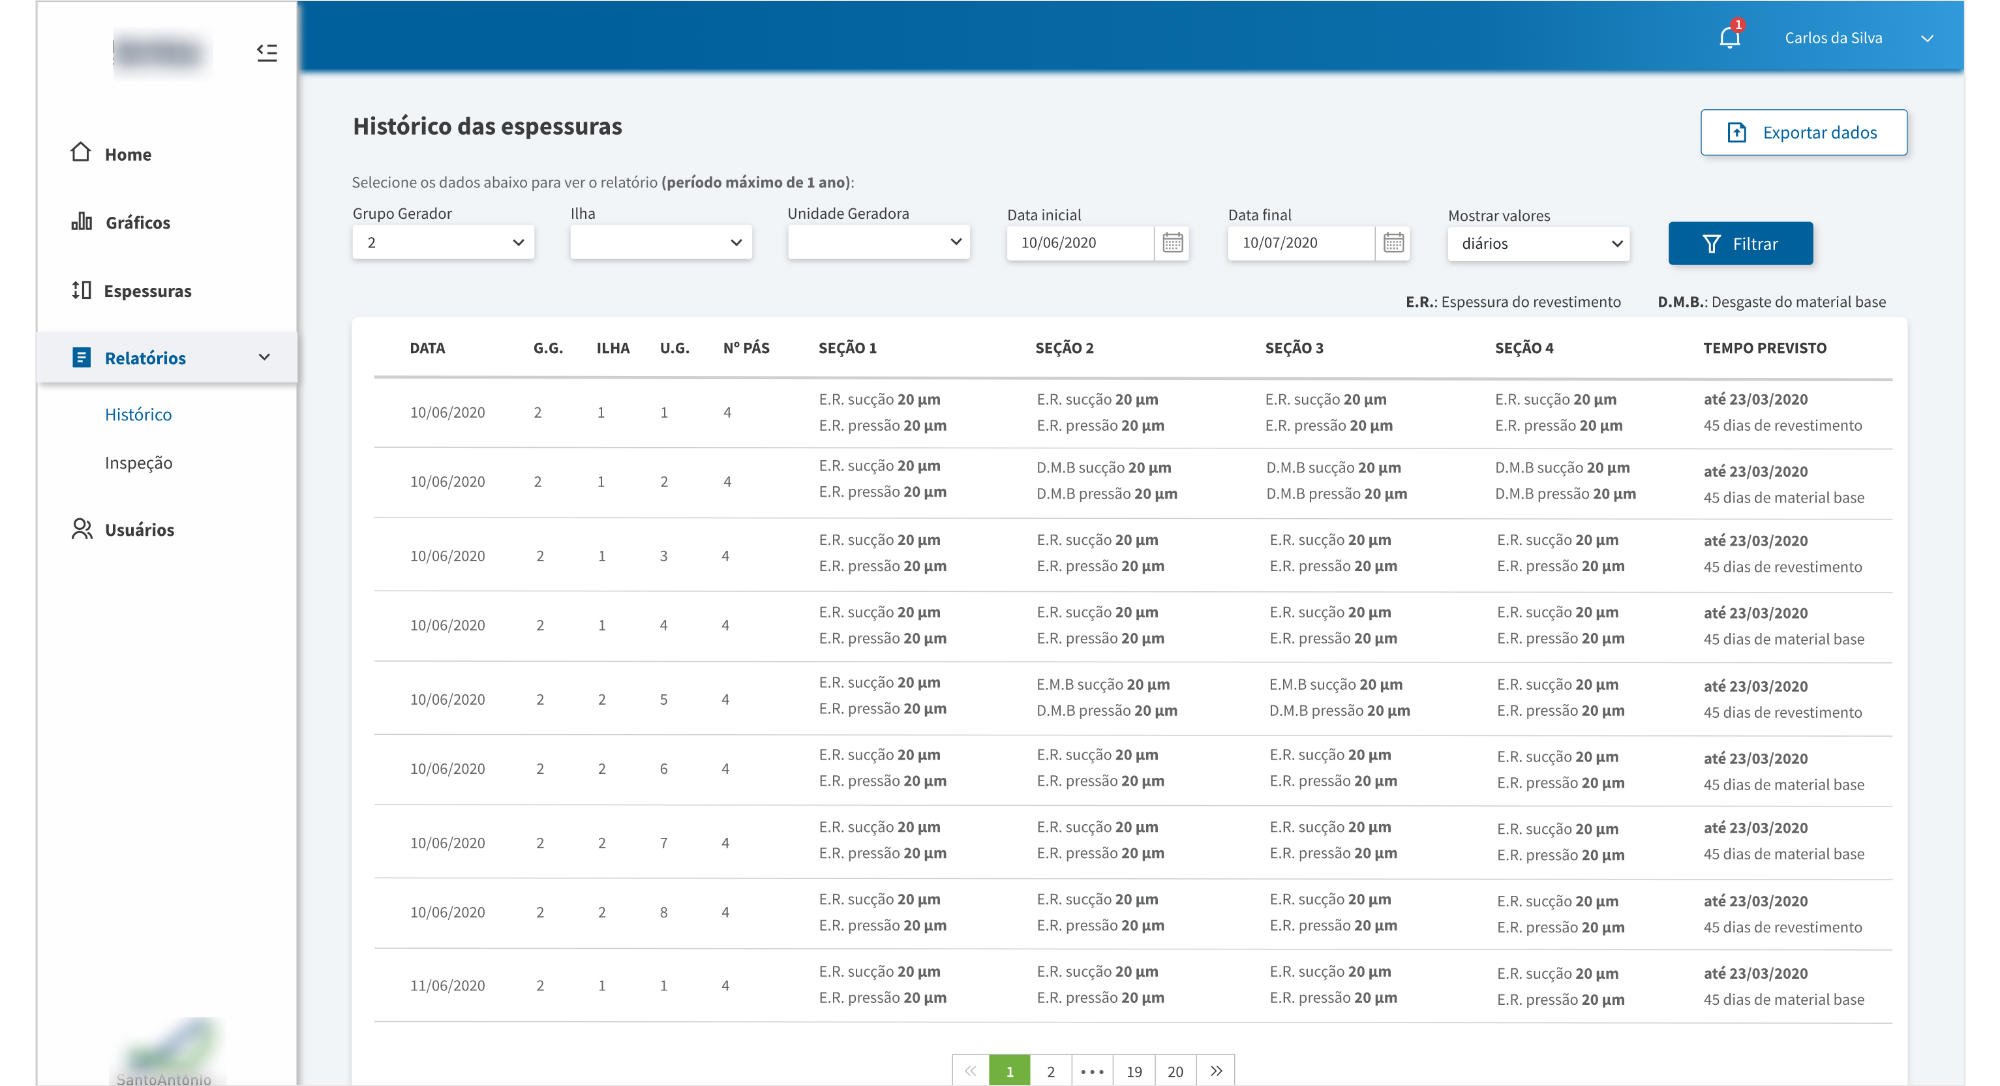 1
Carlos da Silva
Home
Gráficos
Espessuras
Relatórios
Histórico
Inspeção
Usuários
SantoAntônio
Histórico das espessuras
Exportar dados
Selecione os dados abaixo para ver o relatório (período máximo de 1 ano):
Grupo Gerador Ilha Unidade Geradora Data inicial Data final Mostrar valores
2 10/06/2020 10/07/2020 diários Filtrar
E.R.: Espessura do revestimento D.M.B.: Desgaste do material base
DATA G.G. ILHA U.G. Nº PÁS SEÇÃO 1 SEÇÃO 2 SEÇÃO 3 SEÇÃO 4 TEMPO PREVISTO
10/06/2020 2 1 1 4 E.R. sucção 20 µm E.R. sucção 20 µm E.R. sucção 20 µm E.R. sucção 20 µm até 23/03/2020
E.R. pressão 20 µm E.R. pressão 20 µm E.R. pressão 20 µm E.R. pressão 20 µm 45 dias de revestimento
10/06/2020 2 1 2 4 E.R. sucção 20 µm D.M.B sucção 20 µm D.M.B sucção 20 µm D.M.B sucção 20 µm até 23/03/2020
E.R. pressão 20 µm D.M.B pressão 20 µm D.M.B pressão 20 µm D.M.B pressão 20 µm 45 dias de material base
10/06/2020 2 1 3 4 E.R. sucção 20 µm E.R. sucção 20 µm E.R. sucção 20 µm E.R. sucção 20 µm até 23/03/2020
E.R. pressão 20 µm E.R. pressão 20 µm E.R. pressão 20 µm E.R. pressão 20 µm 45 dias de revestimento
10/06/2020 2 1 4 4 E.R. sucção 20 µm E.R. sucção 20 µm E.R. sucção 20 µm E.R. sucção 20 µm até 23/03/2020
E.R. pressão 20 µm E.R. pressão 20 µm E.R. pressão 20 µm E.R. pressão 20 µm 45 dias de material base
10/06/2020 2 2 5 4 E.R. sucção 20 µm E.M.B sucção 20 µm E.M.B sucção 20 µm E.R. sucção 20 µm até 23/03/2020
E.R. pressão 20 µm D.M.B pressão 20 µm D.M.B pressão 20 µm E.R. pressão 20 µm 45 dias de revestimento
10/06/2020 2 2 6 4 E.R. sucção 20 µm E.R. sucção 20 µm E.R. sucção 20 µm E.R. sucção 20 µm até 23/03/2020
E.R. pressão 20 µm E.R. pressão 20 µm E.R. pressão 20 µm E.R. pressão 20 µm 45 dias de material base
10/06/2020 2 2 7 4 E.R. sucção 20 µm E.R. sucção 20 µm E.R. sucção 20 µm E.R. sucção 20 µm até 23/03/2020
E.R. pressão 20 µm E.R. pressão 20 µm E.R. pressão 20 µm E.R. pressão 20 µm 45 dias de material base
10/06/2020 2 2 8 4 E.R. sucção 20 µm E.R. sucção 20 µm E.R. sucção 20 µm E.R. sucção 20 µm até 23/03/2020
E.R. pressão 20 µm E.R. pressão 20 µm E.R. pressão 20 µm E.R. pressão 20 µm 45 dias de revestimento
11/06/2020 2 1 1 4 E.R. sucção 20 µm E.R. sucção 20 µm E.R. sucção 20 µm E.R. sucção 20 µm até 23/03/2020
E.R. pressão 20 µm E.R. pressão 20 µm E.R. pressão 20 µm E.R. pressão 20 µm 45 dias de material base
« 1 2 ••• 19 20 »